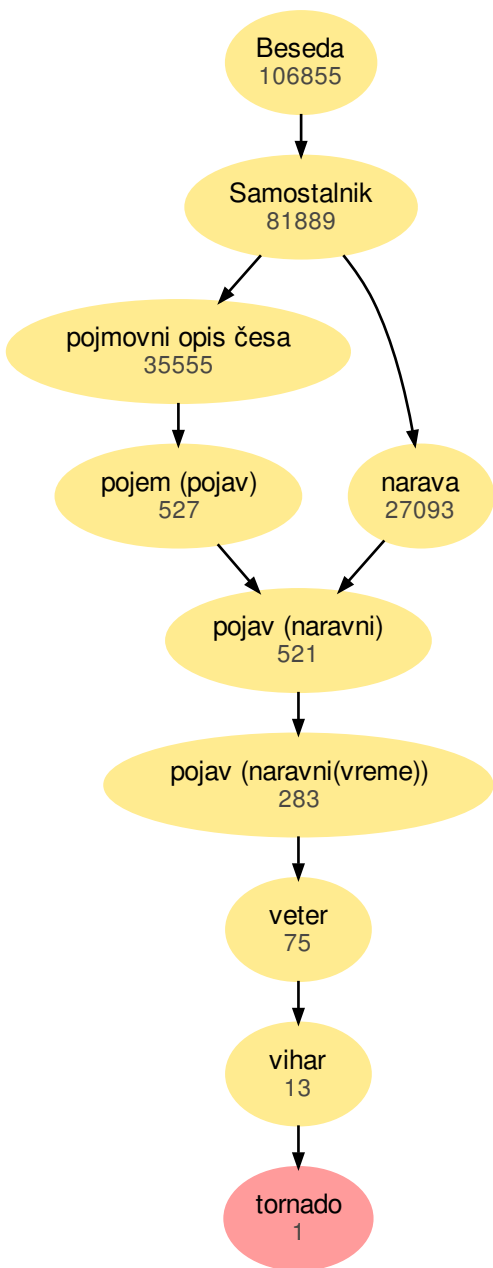 Beseda
106855
Samostalnik
81889
pojmovni opis česa
35555
pojem (pojav)
527
narava
27093
pojav (naravni)
521
pojav (naravni(vreme))
283
veter
75
vihar
13
tornado
1